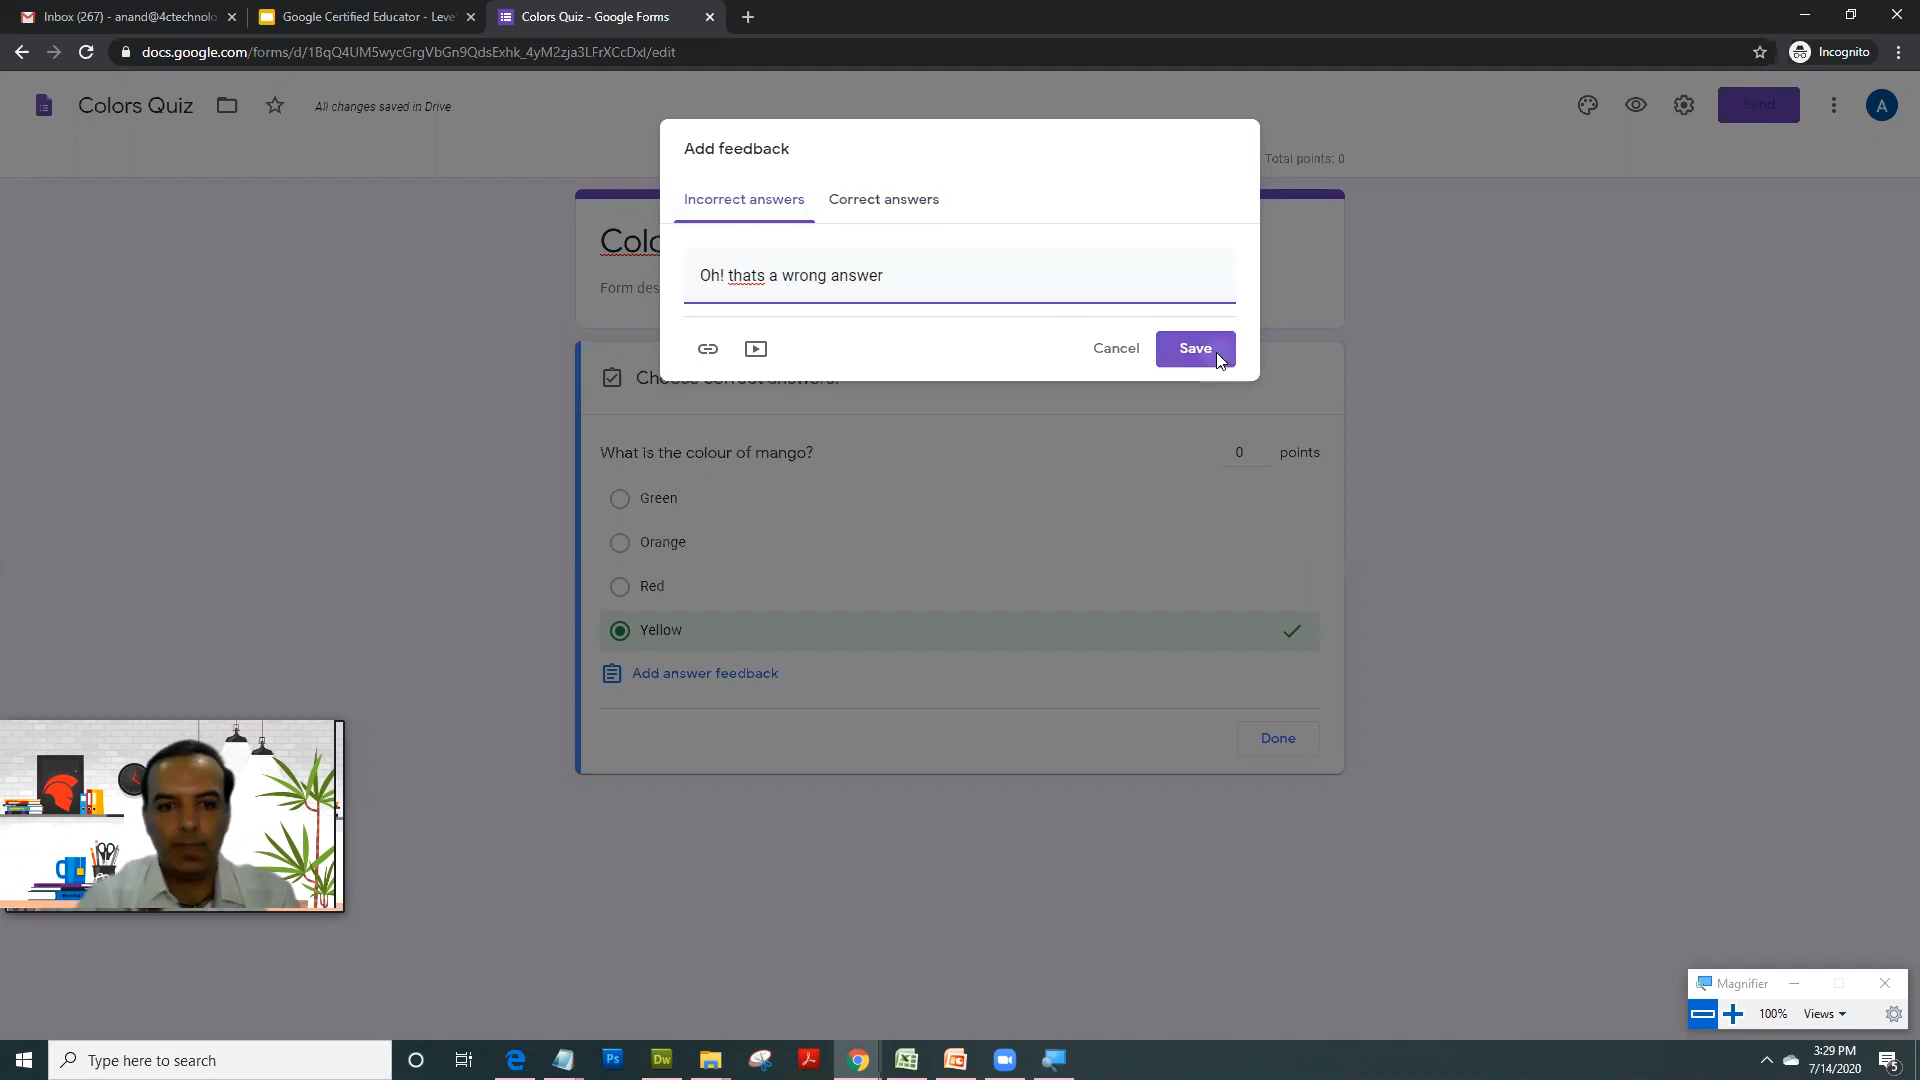 Inbox (267) - anand@4ctechnolo
Google Certified Educator - Leve
Colors Quiz - Google Forms
docs.google.com/forms/d/1BqQ4UM5wycGrgVbGn9QdsExhk_4yM2zja3LFrXCcDxI/edit
Incognito
Colors Quiz
All changes saved in Drive
Send
A
Total points: 0
Add feedback
Incorrect answers
Correct answers
Oh! thats a wrong answer
Cancel
Save
Colo
Form des
Choose correct answers:
What is the colour of mango?
0 points
Green
Orange
Red
Yellow
Add answer feedback
Done
Magnifier
100%
Views
Type here to search
Ps
Dw
3:29 PM
7/14/2020
5